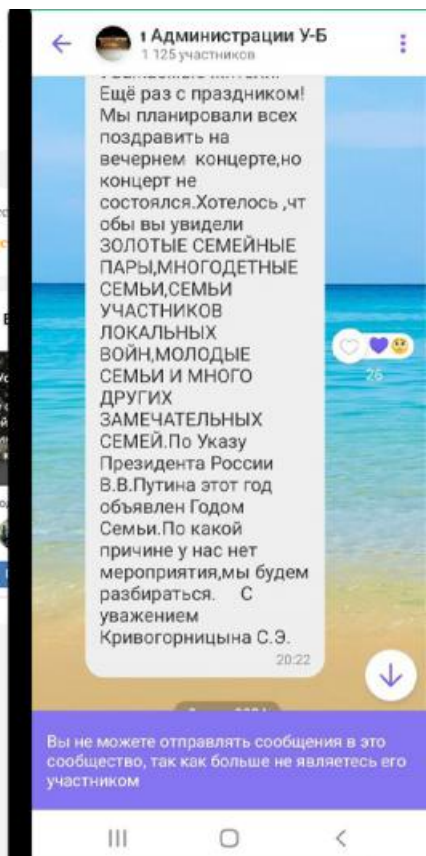 Администрации У-Б
1 125 участников
Ещё раз с праздником!
Мы планировали всех
поздравить на
вечернем концерте,но
концерт не
состоялся.Хотелось ,чт
обы вы увидели
ЗОЛОТЫЕ СЕМЕЙНЫЕ
ПАРЫ,МНОГОДЕТНЫЕ
СЕМЬИ,СЕМЬИ
УЧАСТНИКОВ
ЛОКАЛЬНЫХ
ВОЙН,МОЛОДЫЕ
СЕМЬИ И МНОГО
ДРУГИХ
ЗАМЕЧАТЕЛЬНЫХ
СЕМЕЙ.По Указу
Президента России
В.В.Путина этот год
объявлен Годом
Семьи.По какой
причине у нас нет
мероприятия,мы будем
разбираться. С
уважением
Кривогорницына С.Э.
20:22
26
Вы не можете отправлять сообщения в это
сообщество, так как больше не являетесь его
участником